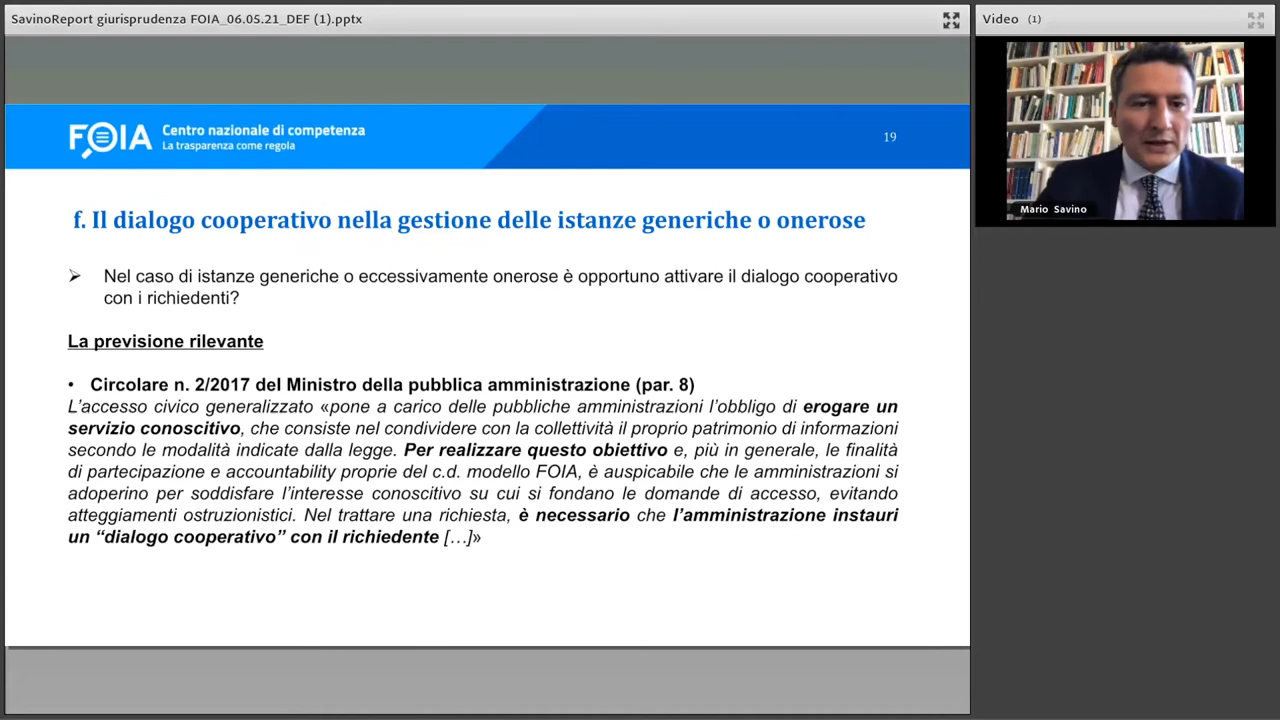 SavinoReport giurisprudenza FOIA_06.05.21_DEF (1).pptx
Video (1)
FOIA
Centro nazionale di competenza
La trasparenza come regola
19
Mario Savino
f. Il dialogo cooperativo nella gestione delle istanze generiche o onerose
➢ Nel caso di istanze generiche o eccessivamente onerose è opportuno attivare il dialogo cooperativo
con i richiedenti?
La previsione rilevante
• Circolare n. 2/2017 del Ministro della pubblica amministrazione (par. 8)
L’accesso civico generalizzato «pone a carico delle pubbliche amministrazioni l’obbligo di erogare un
servizio conoscitivo, che consiste nel condividere con la collettività il proprio patrimonio di informazioni
secondo le modalità indicate dalla legge. Per realizzare questo obiettivo e, più in generale, le finalità
di partecipazione e accountability proprie del c.d. modello FOIA, è auspicabile che le amministrazioni si
adoperino per soddisfare l’interesse conoscitivo su cui si fondano le domande di accesso, evitando
atteggiamenti ostruzionistici. Nel trattare una richiesta, è necessario che l’amministrazione instauri
un “dialogo cooperativo” con il richiedente […]»